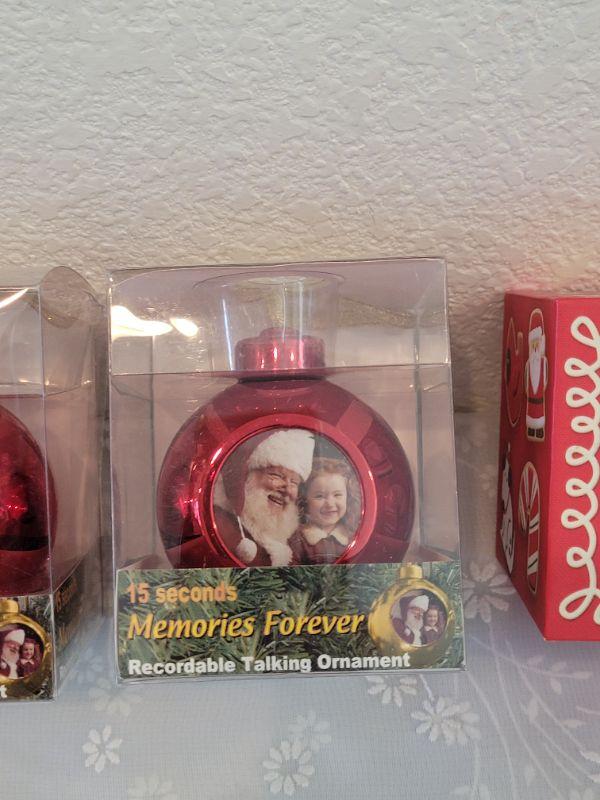 15 seconds
Memories Forever
Recordable Talking Ornament